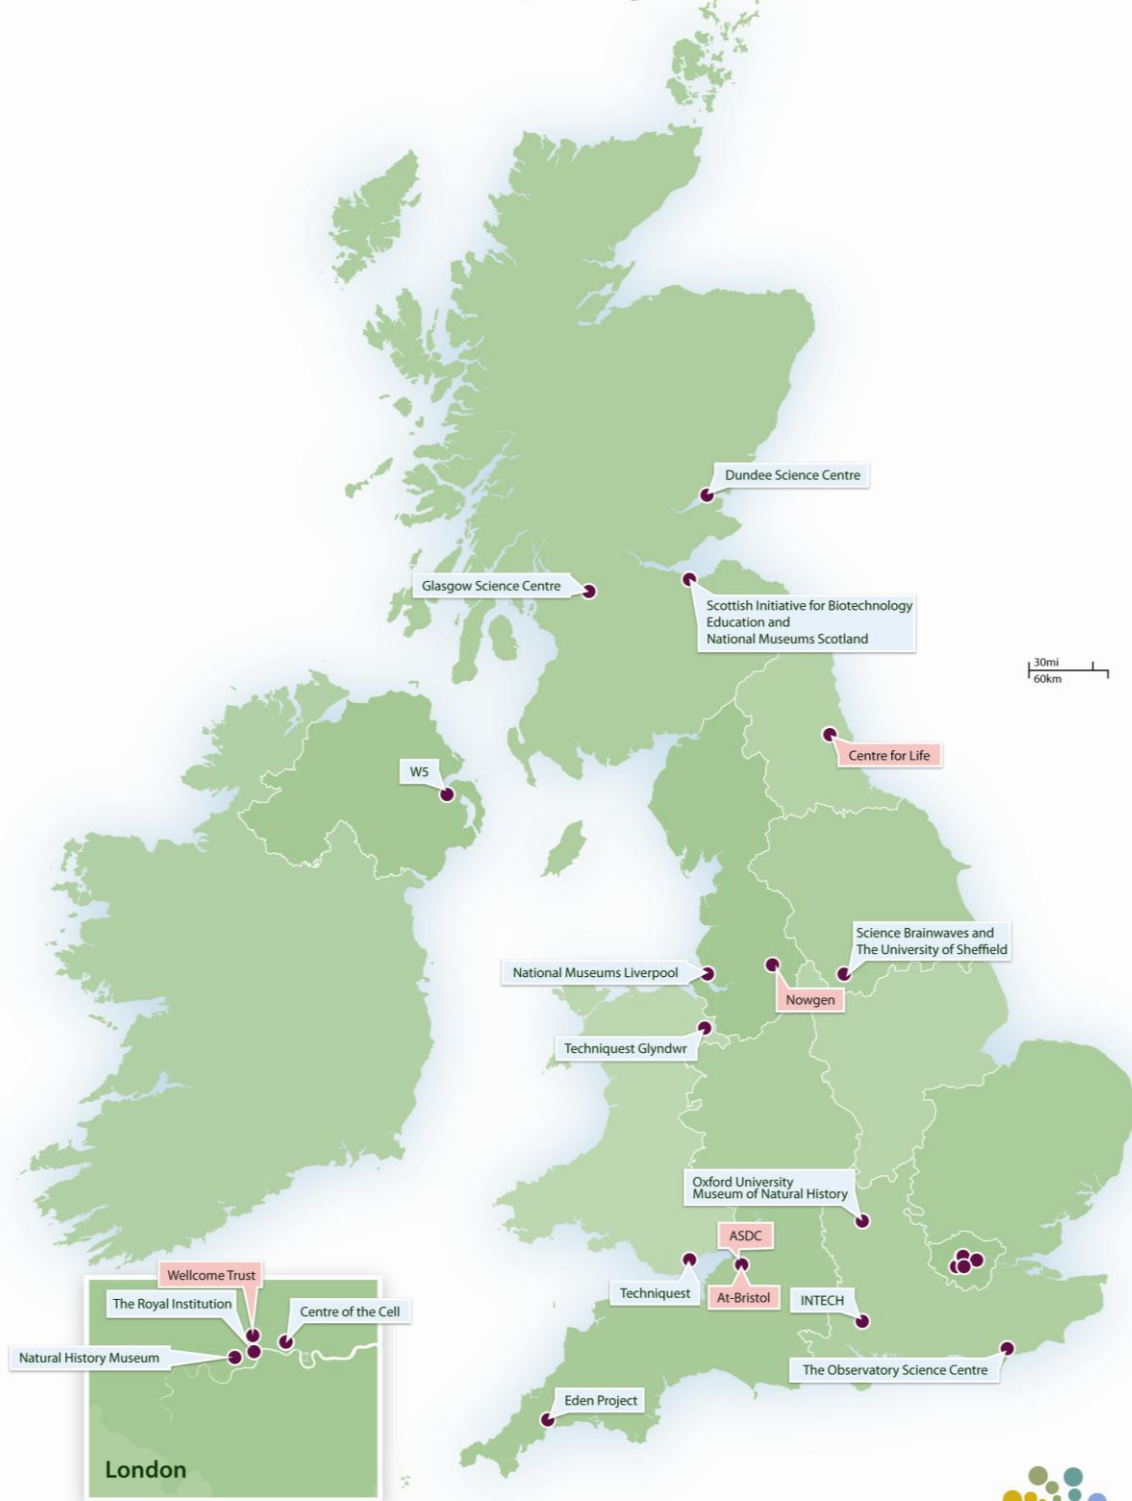 Dundee Science Centre
Glasgow Science Centre
Scottish Initiative for Biotechnology
Education and
National Museums Scotland
30mi
60km
Centre for Life
W5
Science Brainwaves and
The University of Sheffield
National Museums Liverpool
Nowgen
Techniquest Glyndwr
Oxford University
Museum of Natural History
ASDC
Techniquest
At-Bristol
INTECH
The Observatory Science Centre
Eden Project
Wellcome Trust
The Royal Institution
Centre of the Cell
Natural History Museum
London